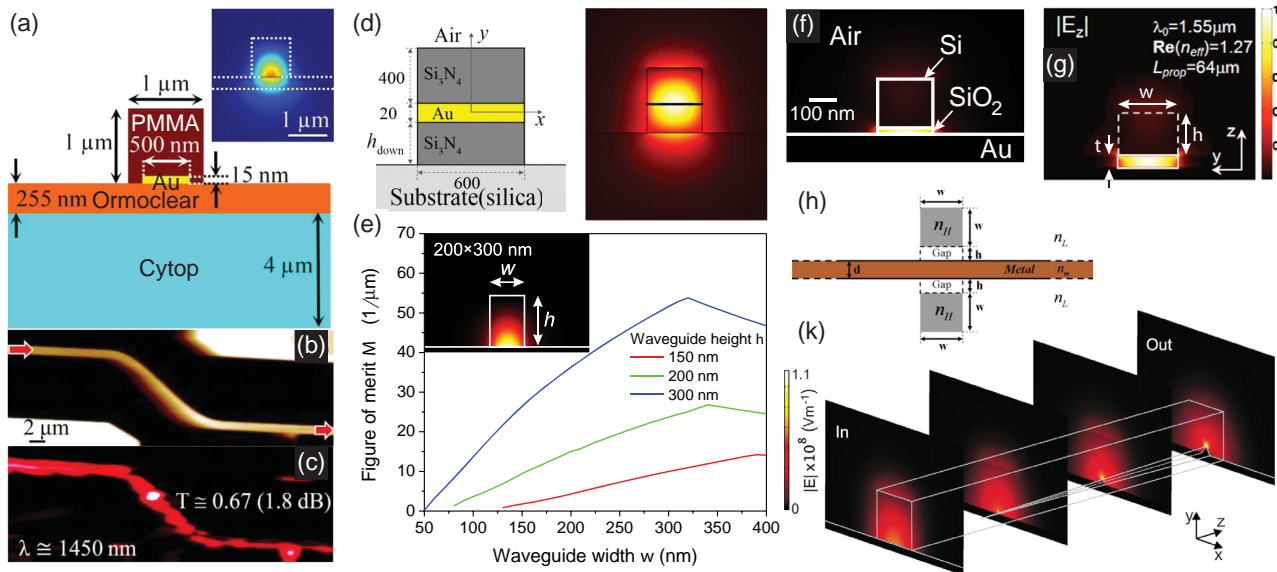 (a)
1 μm
1 μm
PMMA
500 nm
Au
15 nm
255 nm
Ormoclear
Cytop
4 μm
1 μm
(b)
2 μm
(c)
T ≅ 0.67 (1.8 dB)
λ ≅ 1450 nm
(d)
Air
y
400
Si3N4
20
Au
x
hdown
Si3N4
600
Substrate(silica)
(e)
70
60
50
40
30
20
10
0
Figure of merit M (1/μm)
200×300 nm
w
h
Waveguide height h
150 nm
200 nm
300 nm
50
100
150
200
250
300
350
400
Waveguide width w (nm)
(f)
Air
Si
100 nm
SiO2
Au
|Ez|
λ0=1.55μm
Re(neff)=1.27
Lprop=64μm
(g)
w
h
t
z
y
1
(h)
w
nH
w
nL
Gap
h
d
Metal
nm
Gap
h
nL
nH
w
w
(k)
1.1
|E| x10⁸ (Vm⁻¹)
0
In
Out
y
z
x